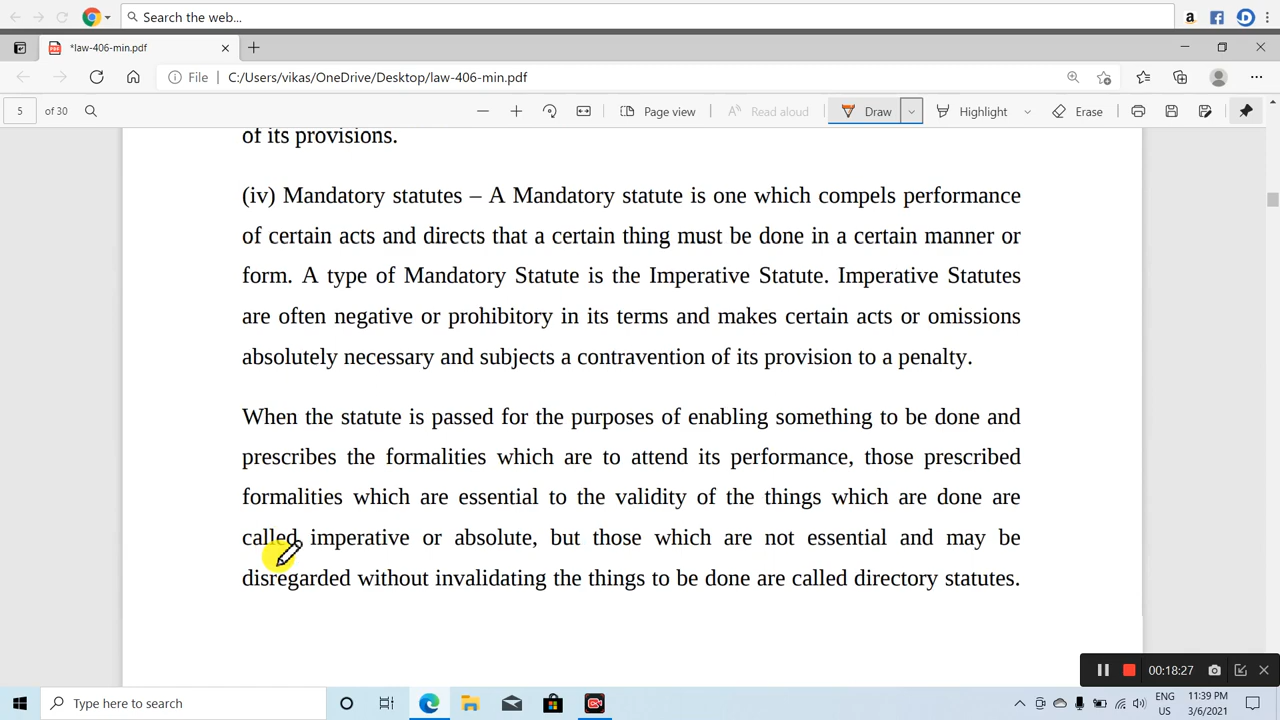 Search the web...
*law-406-min.pdf
File C:/Users/vikas/OneDrive/Desktop/law-406-min.pdf
5 of 30 Page view Read aloud Draw Highlight Erase
of its provisions.
(iv) Mandatory statutes – A Mandatory statute is one which compels performance
of certain acts and directs that a certain thing must be done in a certain manner or
form. A type of Mandatory Statute is the Imperative Statute. Imperative Statutes
are often negative or prohibitory in its terms and makes certain acts or omissions
absolutely necessary and subjects a contravention of its provision to a penalty.
When the statute is passed for the purposes of enabling something to be done and
prescribes the formalities which are to attend its performance, those prescribed
formalities which are essential to the validity of the things which are done are
called imperative or absolute, but those which are not essential and may be
disregarded without invalidating the things to be done are called directory statutes.
00:18:27
Type here to search
ENG
US
11:39 PM
3/6/2021